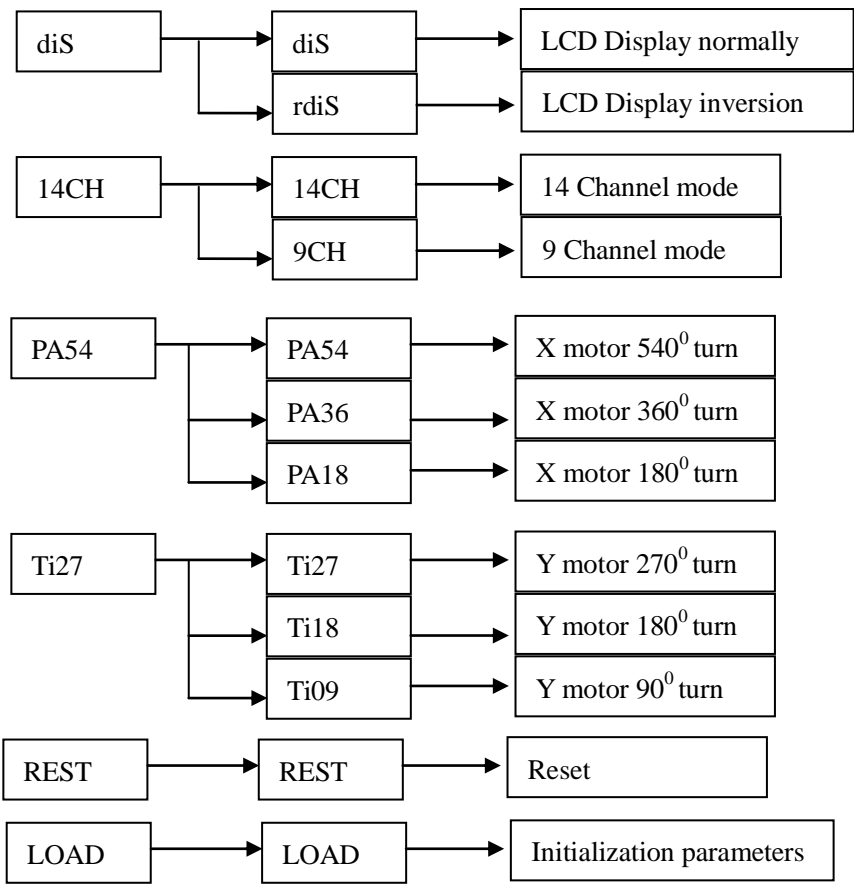 diS diS LCD Display normally
rdiS LCD Display inversion
14CH 14CH 14 Channel mode
9CH 9 Channel mode
PA54 PA54 X motor 540⁰ turn
PA36 X motor 360⁰ turn
PA18 X motor 180⁰ turn
Ti27 Ti27 Y motor 270⁰ turn
Ti18 Y motor 180⁰ turn
Ti09 Y motor 90⁰ turn
REST REST Reset
LOAD LOAD Initialization parameters